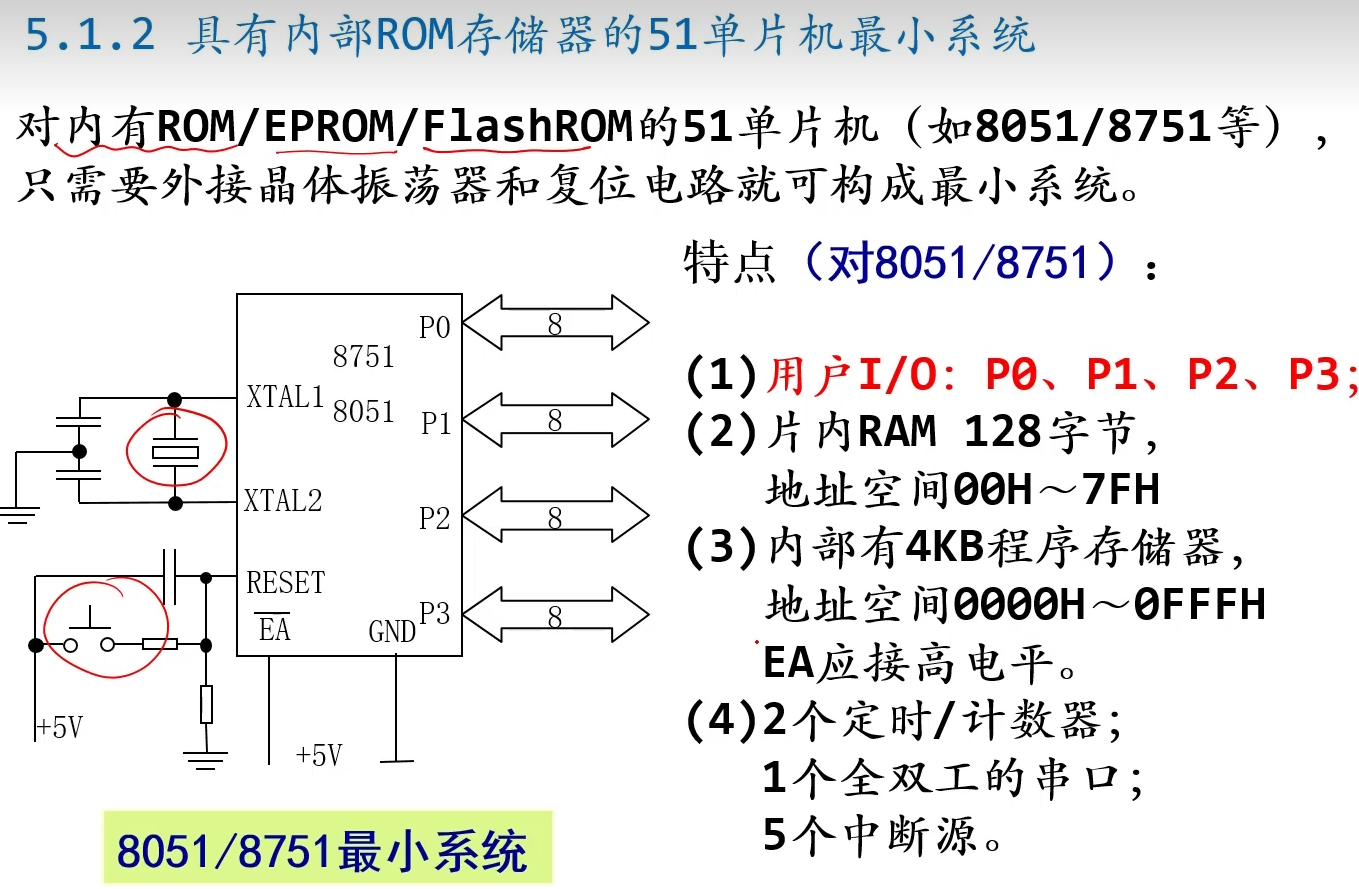 5.1.2 具有内部ROM存储器的51单片机最小系统
对内有ROM/EPROM/FlashROM的51单片机（如8051/8751等），
只需要外接晶体振荡器和复位电路就可构成最小系统。
特点（对8051/8751）：
(1)用户I/O：P0、P1、P2、P3;
(2)片内RAM 128字节，
地址空间00H～7FH
(3)内部有4KB程序存储器，
地址空间0000H～0FFFH
EA应接高电平。
(4)2个定时/计数器；
1个全双工的串口；
5个中断源。
P0
8
8751
XTAL1
8051
P1
8
XTAL2
P2
8
RESET
EA
GND
P3
8
+5V
+5V
8051/8751最小系统